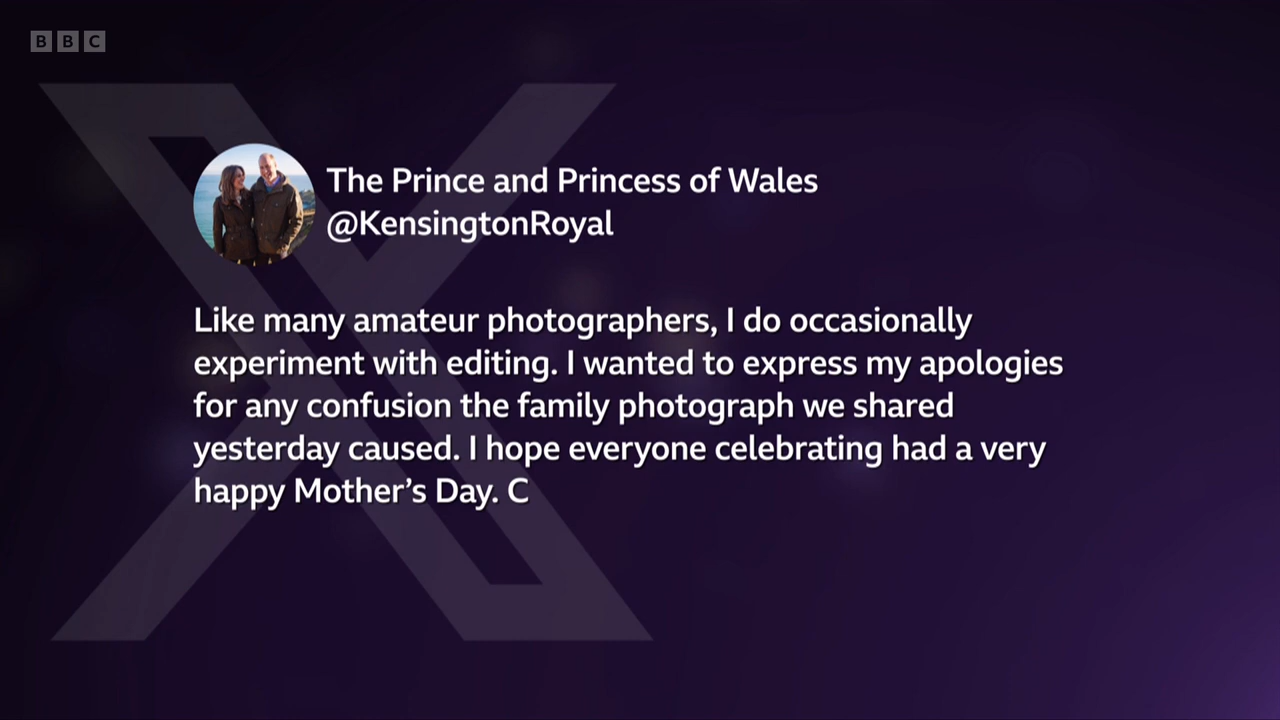 BBC
The Prince and Princess of Wales
@KensingtonRoyal
Like many amateur photographers, I do occasionally
experiment with editing. I wanted to express my apologies
for any confusion the family photograph we shared
yesterday caused. I hope everyone celebrating had a very
happy Mother’s Day. C